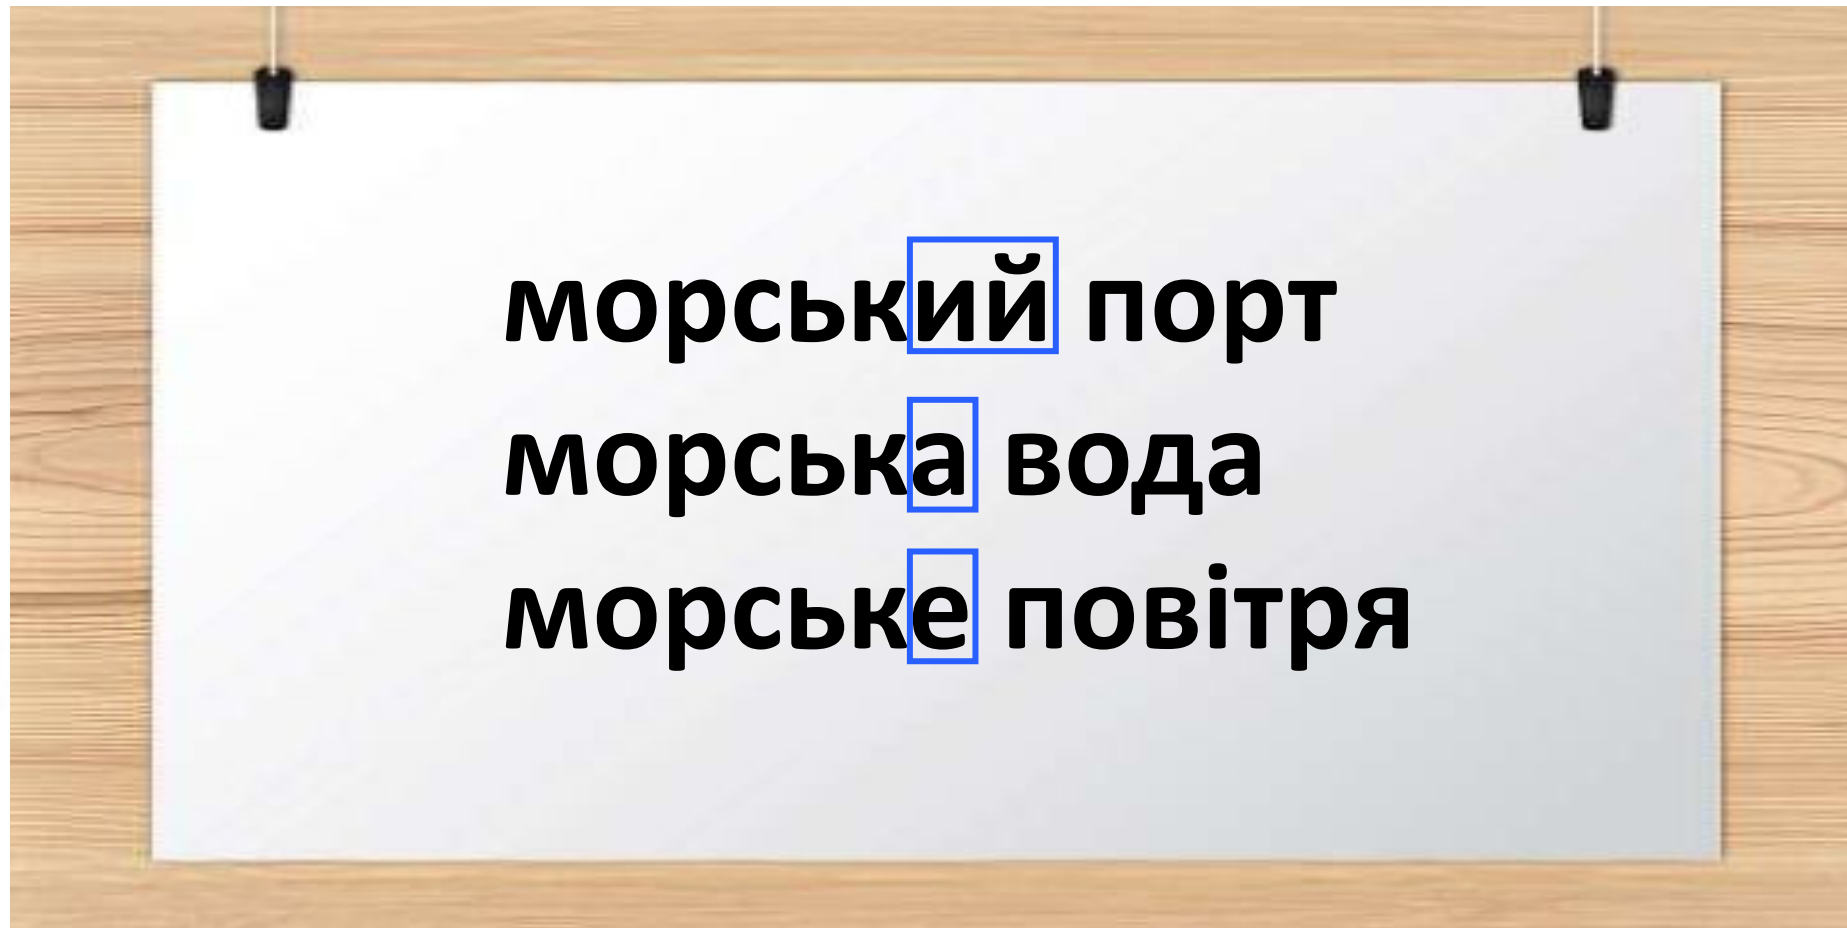 морський порт
морська вода
морське повітря